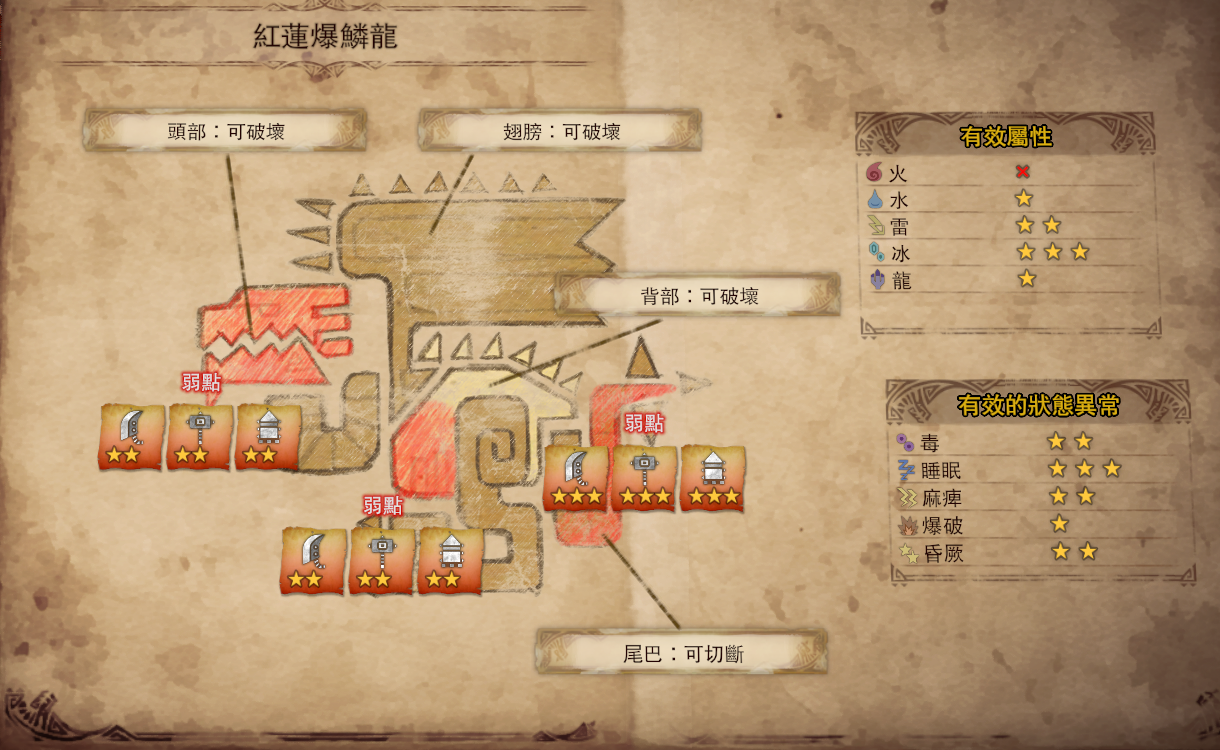 紅蓮爆鱗龍
頭部：可破壞
翅膀：可破壞
背部：可破壞
弱點
弱點
弱點
尾巴：可切斷
有效屬性
火
水
雷
冰
龍
有效的狀態異常
毒
睡眠
麻痺
爆破
昏厥